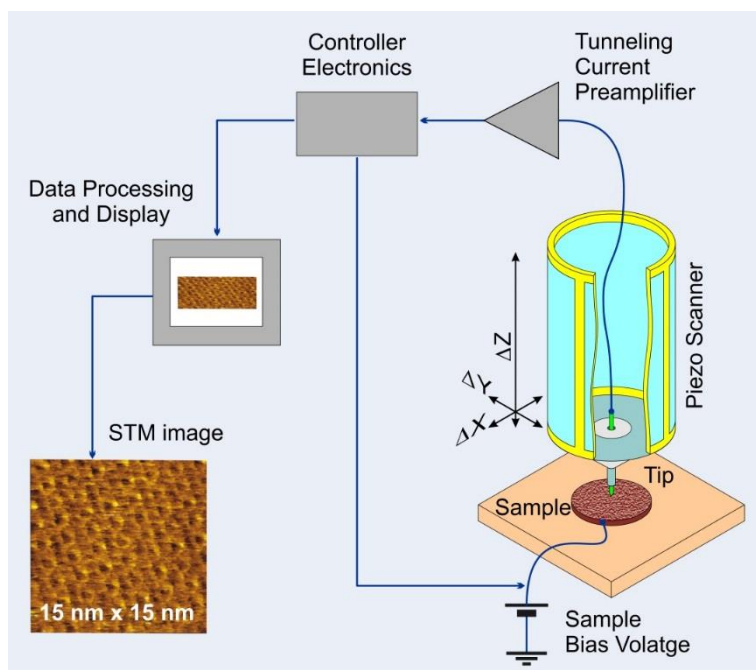 Controller
Electronics
Tunneling
Current
Preamplifier
Data Processing
and Display
ΔZ
ΔY
ΔX
Piezo Scanner
STM image
Tip
Sample
15 nm x 15 nm
Sample
Bias Volatge